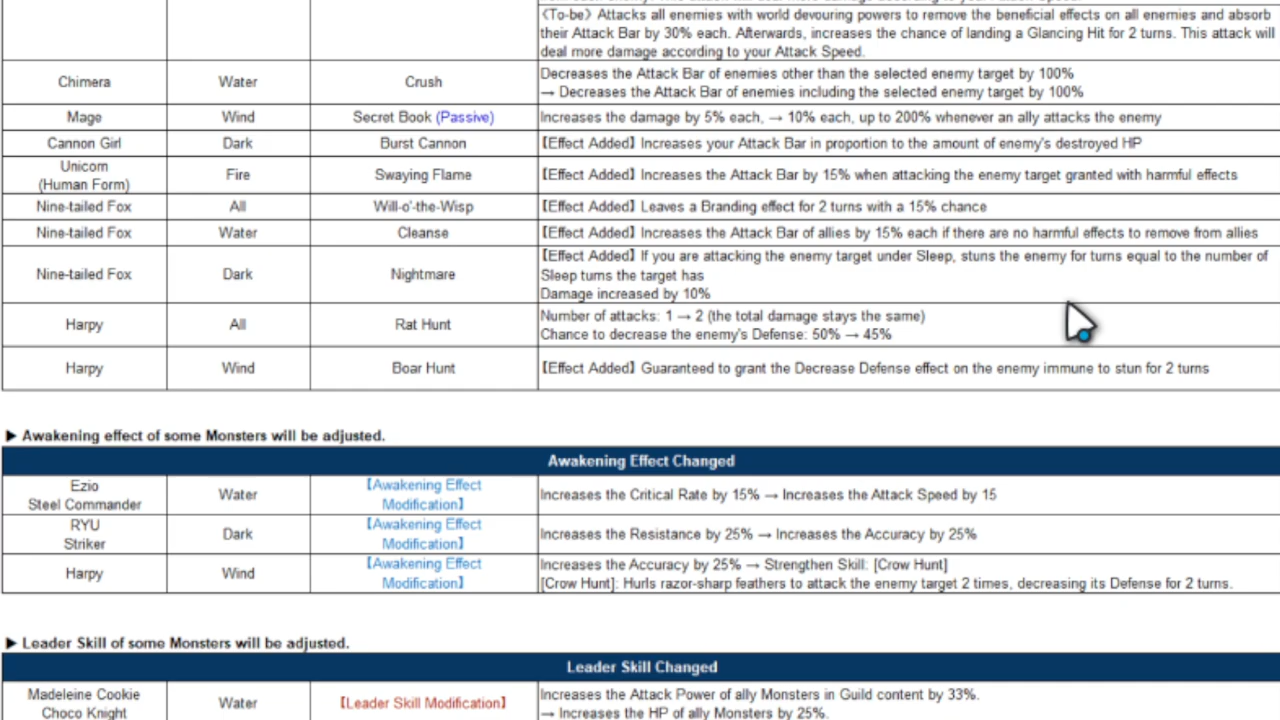 〈To-be〉 Attacks all enemies with world devouring powers to remove the beneficial effects on all enemies and absorb
their Attack Bar by 30% each. Afterwards, increases the chance of landing a Glancing Hit for 2 turns. This attack will
deal more damage according to your Attack Speed.
Chimera Water Crush Decreases the Attack Bar of enemies other than the selected enemy target by 100%
→ Decreases the Attack Bar of enemies including the selected enemy target by 100%
Mage Wind Secret Book (Passive) Increases the damage by 5% each, → 10% each, up to 200% whenever an ally attacks the enemy
Cannon Girl Dark Burst Cannon 【Effect Added】 Increases your Attack Bar in proportion to the amount of enemy's destroyed HP
Unicorn
(Human Form) Fire Swaying Flame 【Effect Added】 Increases the Attack Bar by 15% when attacking the enemy target granted with harmful effects
Nine-tailed Fox All Will-o'-the-Wisp 【Effect Added】 Leaves a Branding effect for 2 turns with a 15% chance
Nine-tailed Fox Water Cleanse 【Effect Added】 Increases the Attack Bar of allies by 15% each if there are no harmful effects to remove from allies
Nine-tailed Fox Dark Nightmare 【Effect Added】 If you are attacking the enemy target under Sleep, stuns the enemy for turns equal to the number of
Sleep turns the target has
Damage increased by 10%
Harpy All Rat Hunt Number of attacks: 1 → 2 (the total damage stays the same)
Chance to decrease the enemy's Defense: 50% → 45%
Harpy Wind Boar Hunt 【Effect Added】 Guaranteed to grant the Decrease Defense effect on the enemy immune to stun for 2 turns
▶ Awakening effect of some Monsters will be adjusted.
Awakening Effect Changed
Ezio
Steel Commander Water 【Awakening Effect
Modification】 Increases the Critical Rate by 15% → Increases the Attack Speed by 15
RYU
Striker Dark 【Awakening Effect
Modification】 Increases the Resistance by 25% → Increases the Accuracy by 25%
Harpy Wind 【Awakening Effect
Modification】 Increases the Accuracy by 25% → Strengthen Skill: [Crow Hunt]
[Crow Hunt]: Hurls razor-sharp feathers to attack the enemy target 2 times, decreasing its Defense for 2 turns.
▶ Leader Skill of some Monsters will be adjusted.
Leader Skill Changed
Madeleine Cookie
Choco Knight Water 【Leader Skill Modification】 Increases the Attack Power of ally Monsters in Guild content by 33%.
→ Increases the HP of ally Monsters by 25%.